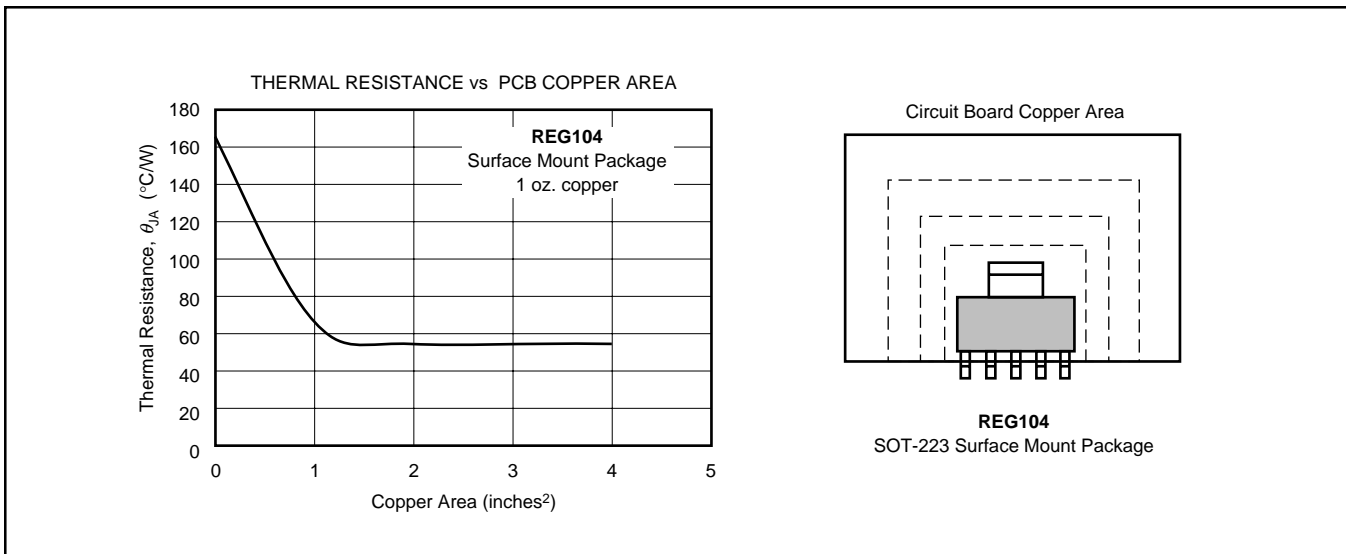 THERMAL RESISTANCE vs PCB COPPER AREA
Thermal Resistance, θJA (°C/W)
180
160
140
120
100
80
60
40
20
0
REG104
Surface Mount Package
1 oz. copper
0 1 2 3 4 5
Copper Area (inches²)
Circuit Board Copper Area
REG104
SOT-223 Surface Mount Package